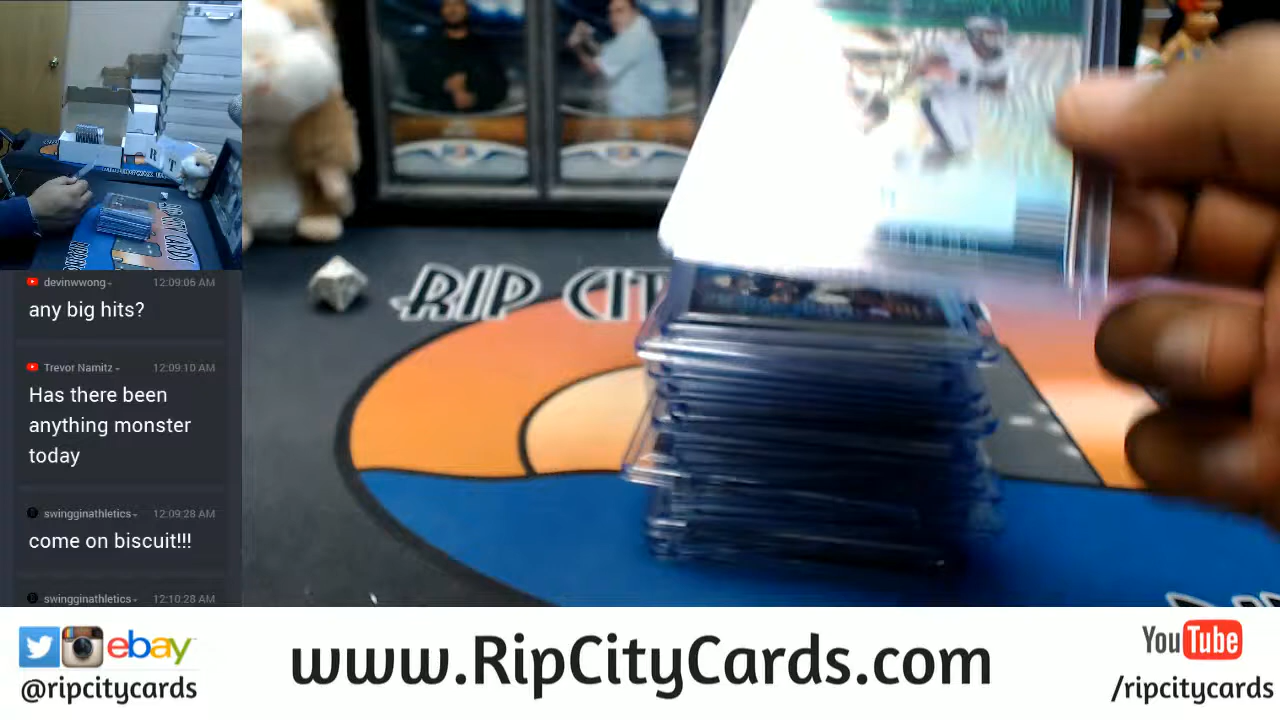 devinwwong
12:09:06 AM
any big hits?
Trevor Namitz
12:09:10 AM
Has there been
anything monster
today
swingginathletics
12:09:28 AM
come on biscuit!!!
swingginathletics
12:10:28 AM
RIP CIT
ebay
@ripcitycards
www.RipCityCards.com
YouTube
/ripcitycards